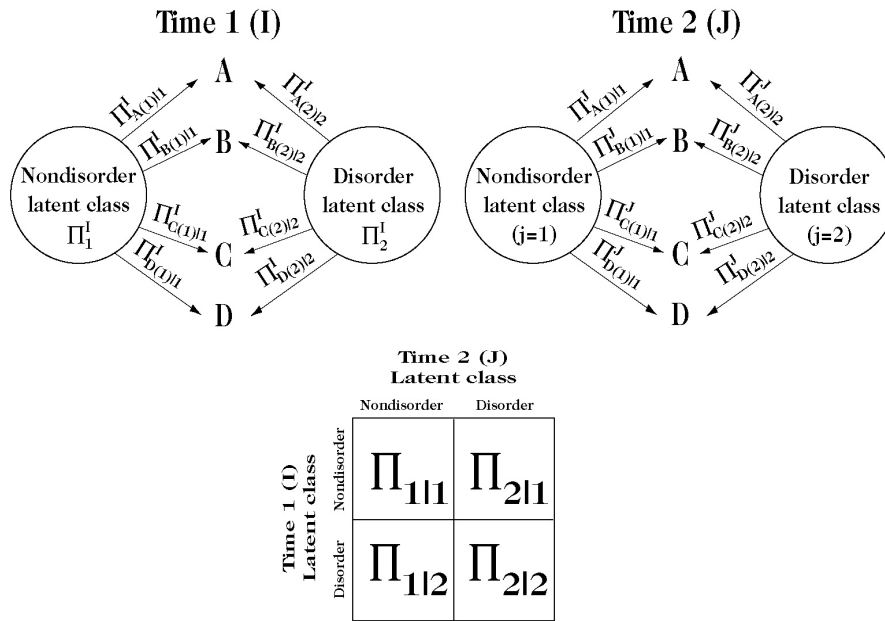 Time 1 (I)
A
Π^I_A(1)|1
Π^I_A(2)|2
B
Π^I_B(1)|1
Π^I_B(2)|2
Nondisorder
latent class
Π^I_1
Disorder
latent class
Π^I_2
Π^I_C(1)|1
Π^I_C(2)|2
C
Π^I_D(1)|1
Π^I_D(2)|2
D
Time 2 (J)
A
Π^J_A(1)|1
Π^J_A(2)|2
B
Π^J_B(1)|1
Π^J_B(2)|2
Nondisorder
latent class
(j=1)
Disorder
latent class
(j=2)
Π^J_C(1)|1
Π^J_C(2)|2
C
Π^J_D(1)|1
Π^J_D(2)|2
D
Time 2 (J)
Latent class
Nondisorder Disorder
Time 1 (I)
Latent class
Nondisorder
Π_1|1 Π_2|1
Disorder
Π_1|2 Π_2|2